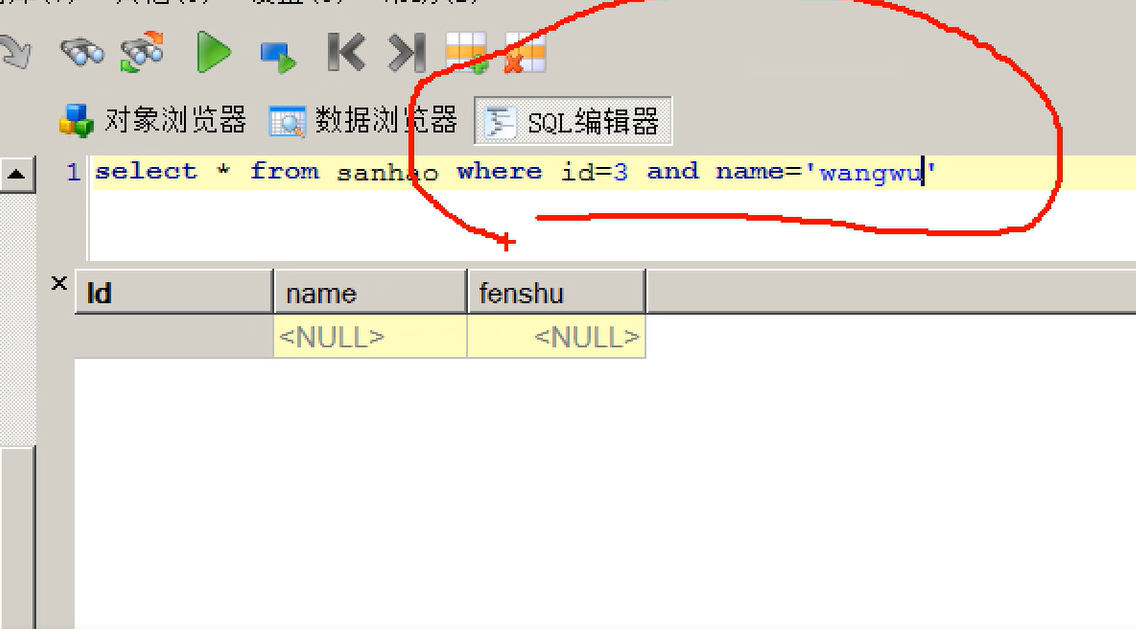 对象浏览器 数据浏览器 SQL编辑器
1 select * from sanhao where id=3 and name='wangwu'
Id name fenshu
<NULL> <NULL>